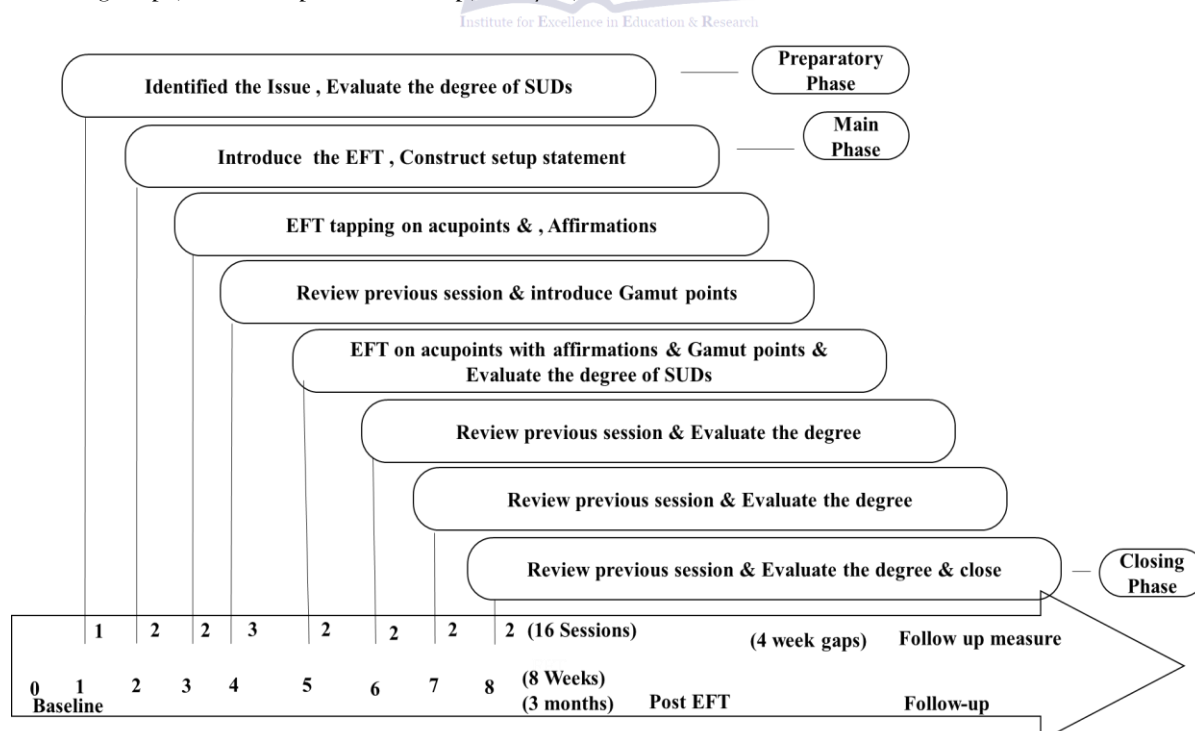 Institute for Excellence in Education & Research
Preparatory
Phase
Identified the Issue , Evaluate the degree of SUDs
Main
Phase
Introduce the EFT , Construct setup statement
EFT tapping on acupoints & , Affirmations
Review previous session & introduce Gamut points
EFT on acupoints with affirmations & Gamut points &
Evaluate the degree of SUDs
Review previous session & Evaluate the degree
Review previous session & Evaluate the degree
Review previous session & Evaluate the degree & close
Closing
Phase
1 2 2 3 2 2 2 2 (16 Sessions) (4 week gaps) Follow up measure
0 1 2 3 4 5 6 7 8 (8 Weeks)
Baseline (3 months) Post EFT Follow-up